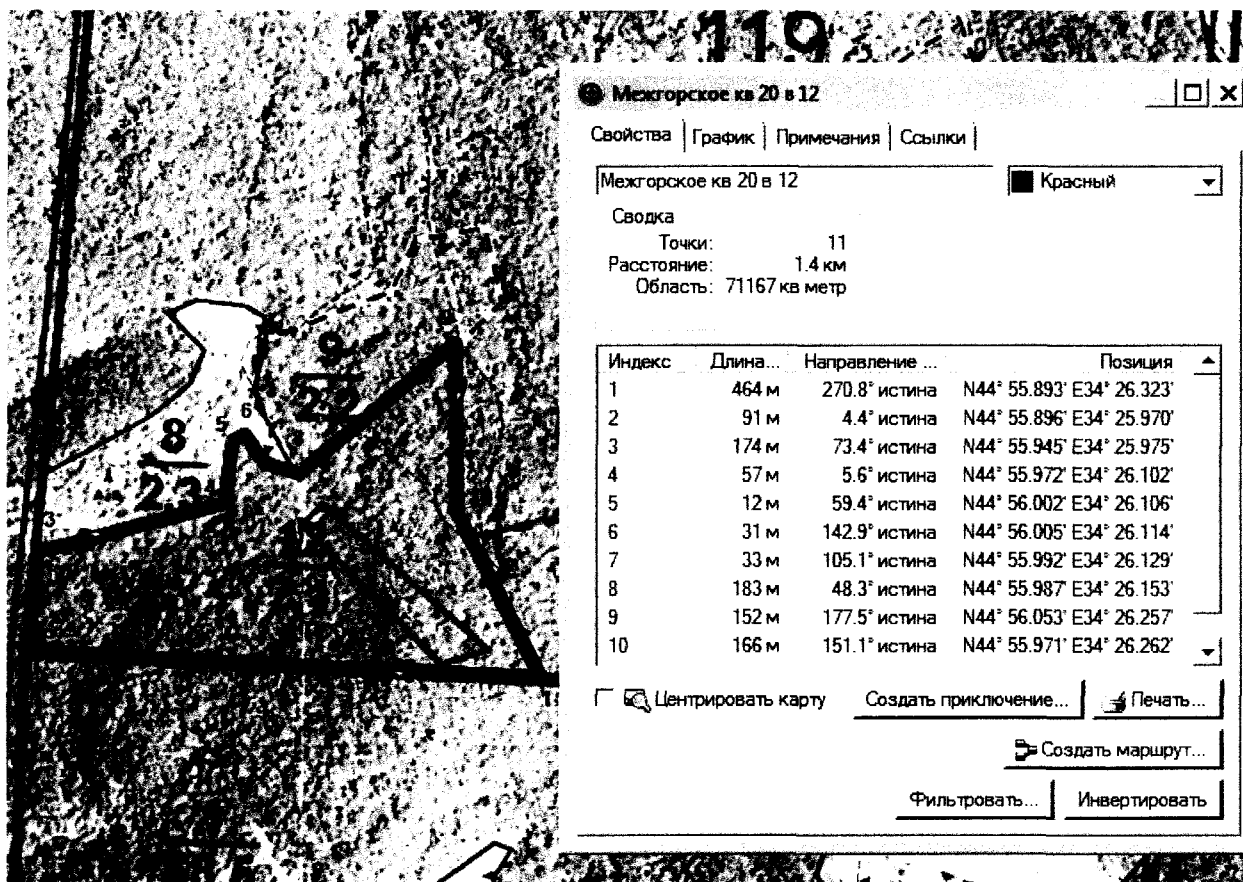 119
Межгорское кв 20 в 12
Свойства График Примечания Ссылки
Межгорское кв 20 в 12 Красный
Сводка
Точки: 11
Расстояние: 1.4 км
Область: 71167 кв метр
Индекс Длина... Направление ... Позиция
1 464 м 270.8° истина N44° 55.893' E34° 26.323'
2 91 м 4.4° истина N44° 55.896' E34° 25.970'
3 174 м 73.4° истина N44° 55.945' E34° 25.975'
4 57 м 5.6° истина N44° 55.972' E34° 26.102'
5 12 м 59.4° истина N44° 56.002' E34° 26.106'
6 31 м 142.9° истина N44° 56.005' E34° 26.114'
7 33 м 105.1° истина N44° 55.992' E34° 26.129'
8 183 м 48.3° истина N44° 55.987' E34° 26.153'
9 152 м 177.5° истина N44° 56.053' E34° 26.257'
10 166 м 151.1° истина N44° 55.971' E34° 26.262'
Центрировать карту Создать приключение... Печать...
Создать маршрут...
Фильтровать... Инвертировать
9
6
5
8
2.3
3